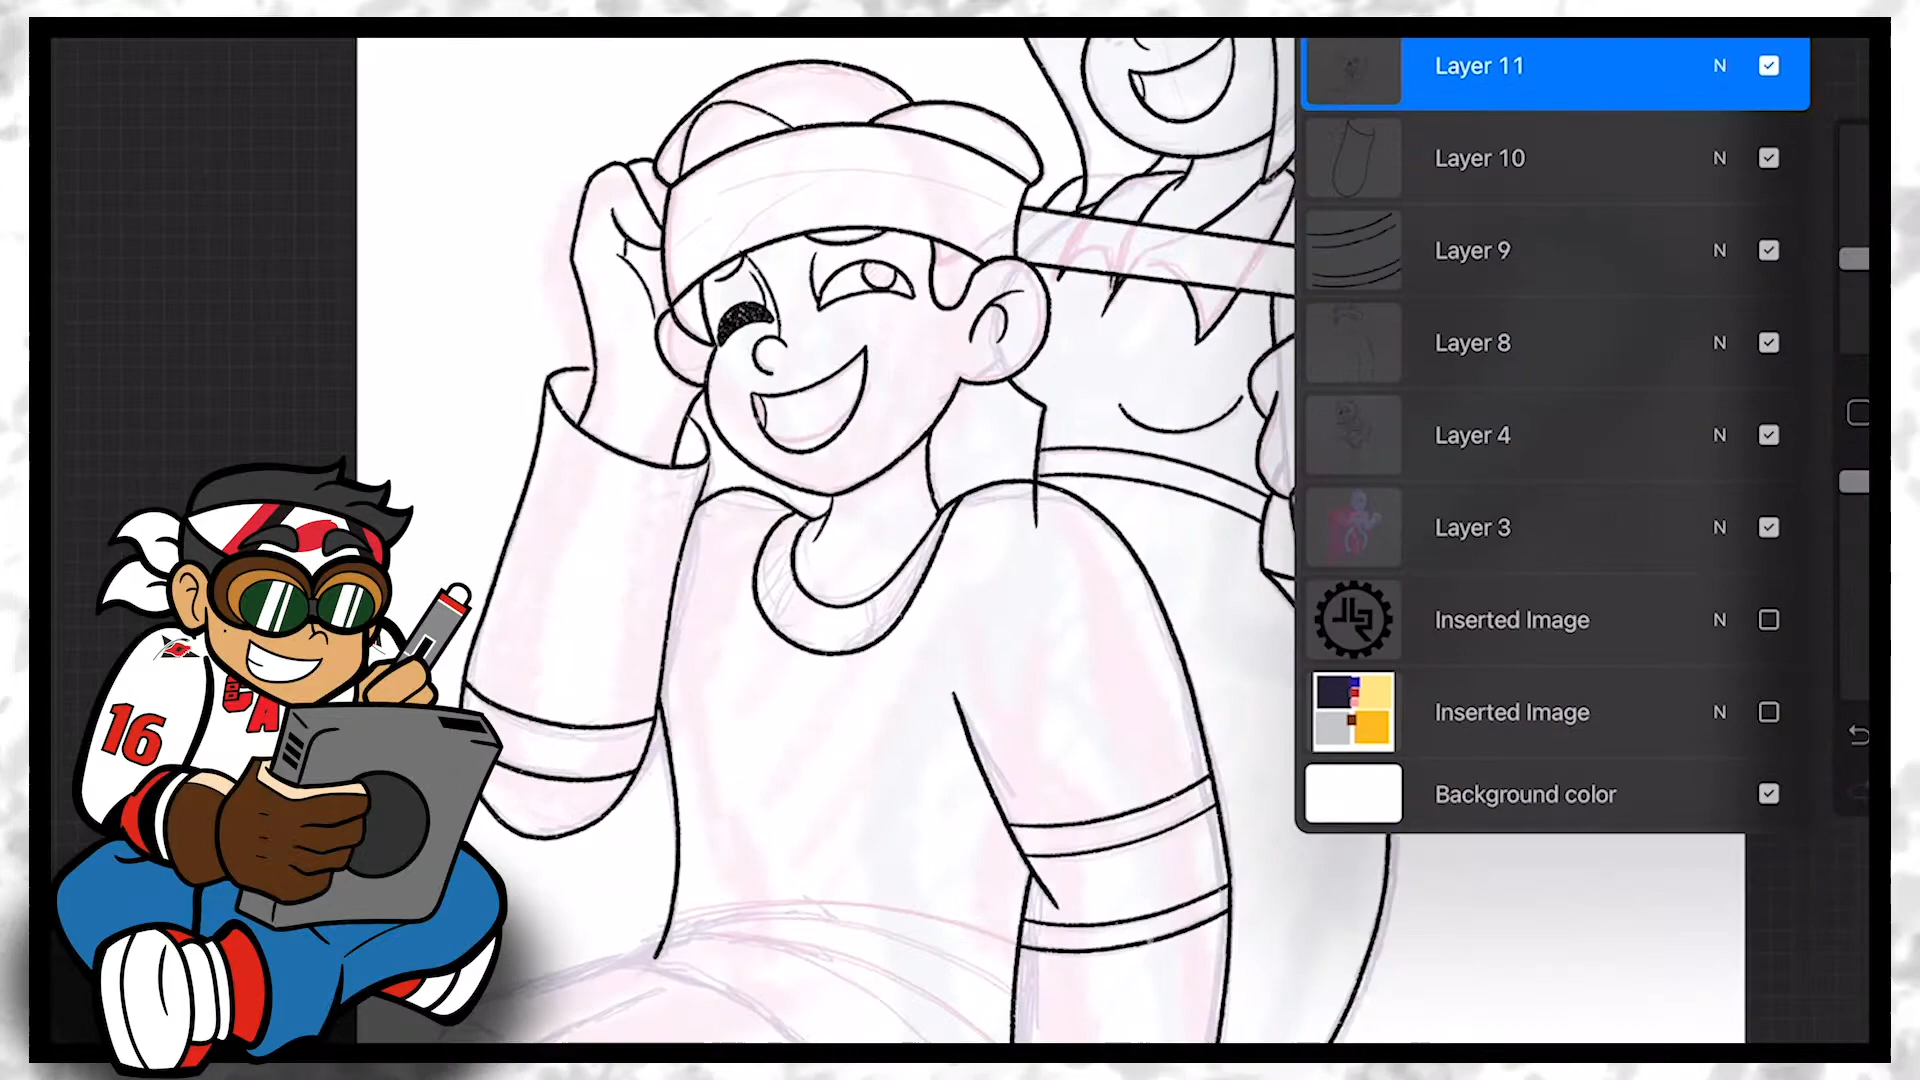 Layer 11 N
Layer 10 N
Layer 9 N
Layer 8 N
Layer 4 N
Layer 3 N
Inserted Image N
Inserted Image N
Background color
16